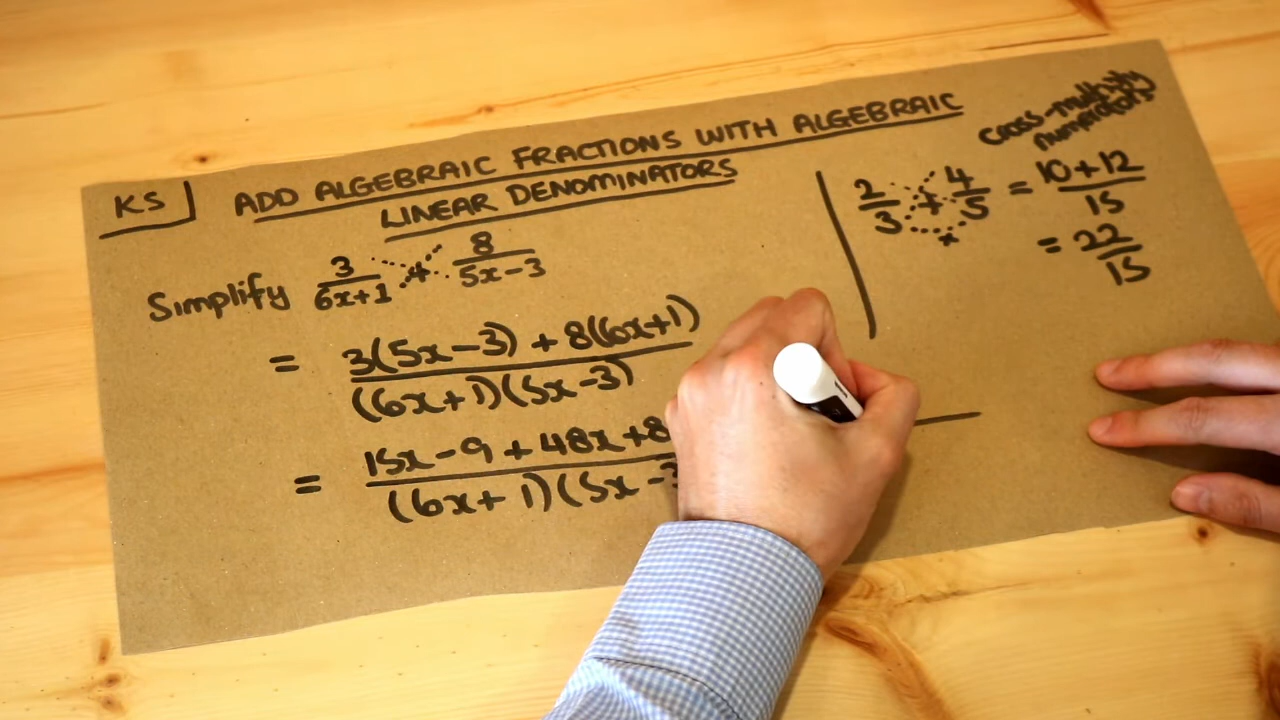 KS
ADD ALGEBRAIC FRACTIONS WITH ALGEBRAIC
LINEAR DENOMINATORS
Simplify 3/(6x+1) + 8/(5x-3)
= (3(5x-3) + 8(6x+1))/((6x+1)(5x-3))
= (15x-9+48x+8)/((6x+1)(5x-3
cross-multiply
numerators
2/3 + 4/5 = (10+12)/15
x
= 22/15